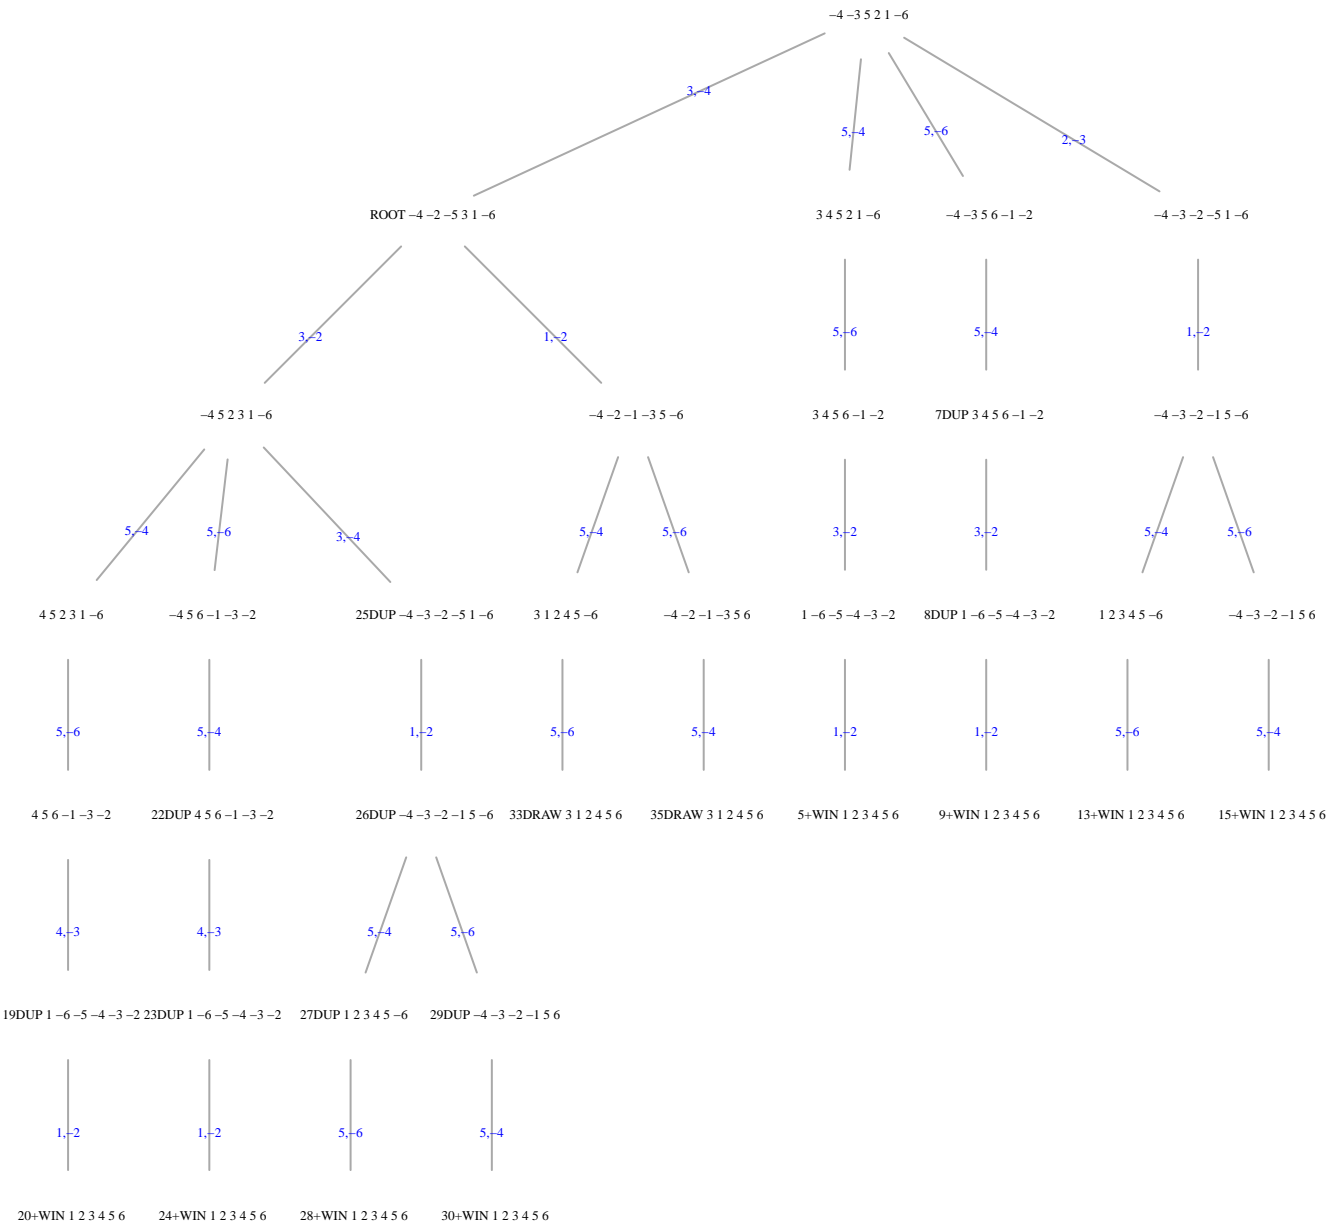 −4 −3 5 2 1 −6
3,−4
5,−4
5,−6
2,−3
ROOT −4 −2 −5 3 1 −6
3 4 5 2 1 −6
−4 −3 5 6 −1 −2
−4 −3 −2 −5 1 −6
3,−2
1,−2
5,−6
5,−4
1,−2
−4 5 2 3 1 −6
−4 −2 −1 −3 5 −6
3 4 5 6 −1 −2
7DUP 3 4 5 6 −1 −2
−4 −3 −2 −1 5 −6
5,−4
5,−6
3,−4
5,−4
5,−6
3,−2
3,−2
5,−4
5,−6
4 5 2 3 1 −6
−4 5 6 −1 −3 −2
25DUP −4 −3 −2 −5 1 −6
3 1 2 4 5 −6
−4 −2 −1 −3 5 6
1 −6 −5 −4 −3 −2
8DUP 1 −6 −5 −4 −3 −2
1 2 3 4 5 −6
−4 −3 −2 −1 5 6
5,−6
5,−4
1,−2
5,−6
5,−4
1,−2
1,−2
5,−6
5,−4
4 5 6 −1 −3 −2
22DUP 4 5 6 −1 −3 −2
26DUP −4 −3 −2 −1 5 −6
33DRAW 3 1 2 4 5 6
35DRAW 3 1 2 4 5 6
5+WIN 1 2 3 4 5 6
9+WIN 1 2 3 4 5 6
13+WIN 1 2 3 4 5 6
15+WIN 1 2 3 4 5 6
4,−3
4,−3
5,−4
5,−6
19DUP 1 −6 −5 −4 −3 −2
23DUP 1 −6 −5 −4 −3 −2
27DUP 1 2 3 4 5 −6
29DUP −4 −3 −2 −1 5 6
1,−2
1,−2
5,−6
5,−4
20+WIN 1 2 3 4 5 6
24+WIN 1 2 3 4 5 6
28+WIN 1 2 3 4 5 6
30+WIN 1 2 3 4 5 6